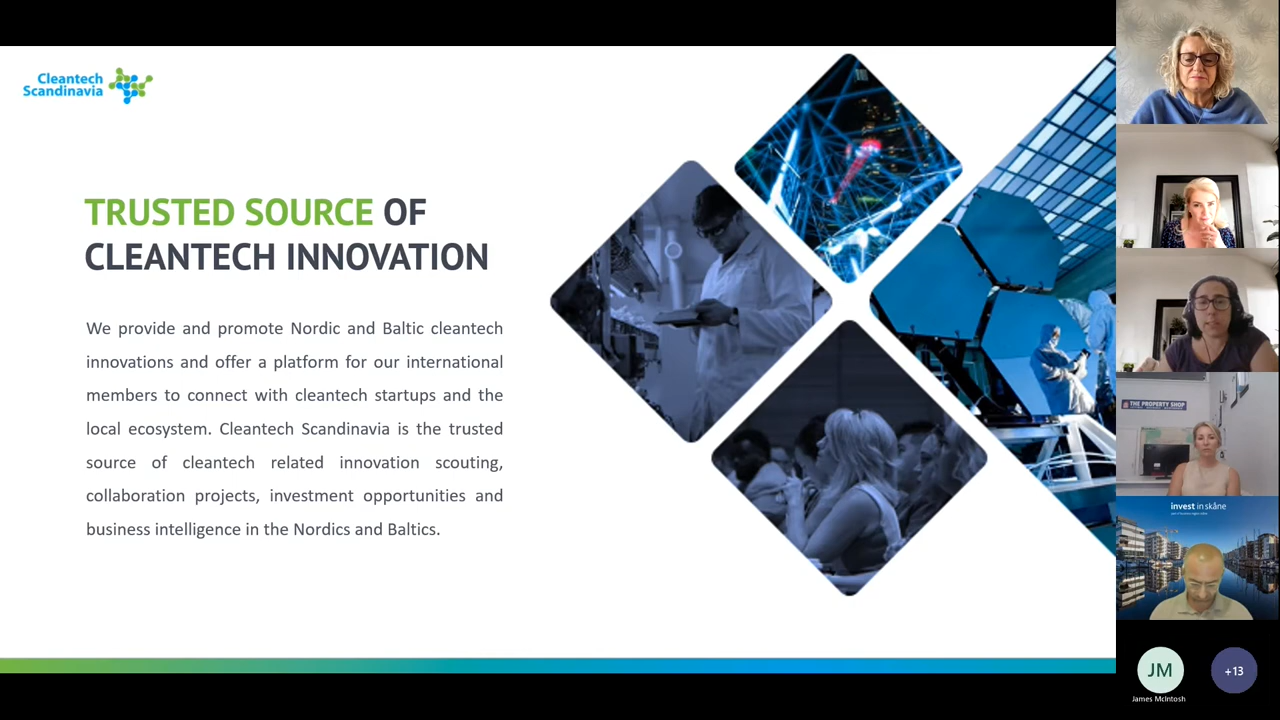 Cleantech
Scandinavia
TRUSTED SOURCE OF
CLEANTECH INNOVATION
We provide and promote Nordic and Baltic cleantech
innovations and offer a platform for our international
members to connect with cleantech startups and the
local ecosystem. Cleantech Scandinavia is the trusted
source of cleantech related innovation scouting,
collaboration projects, investment opportunities and
business intelligence in the Nordics and Baltics.
THE PROPERTY SHOP
invest in skåne
JM
James McIntosh
+13